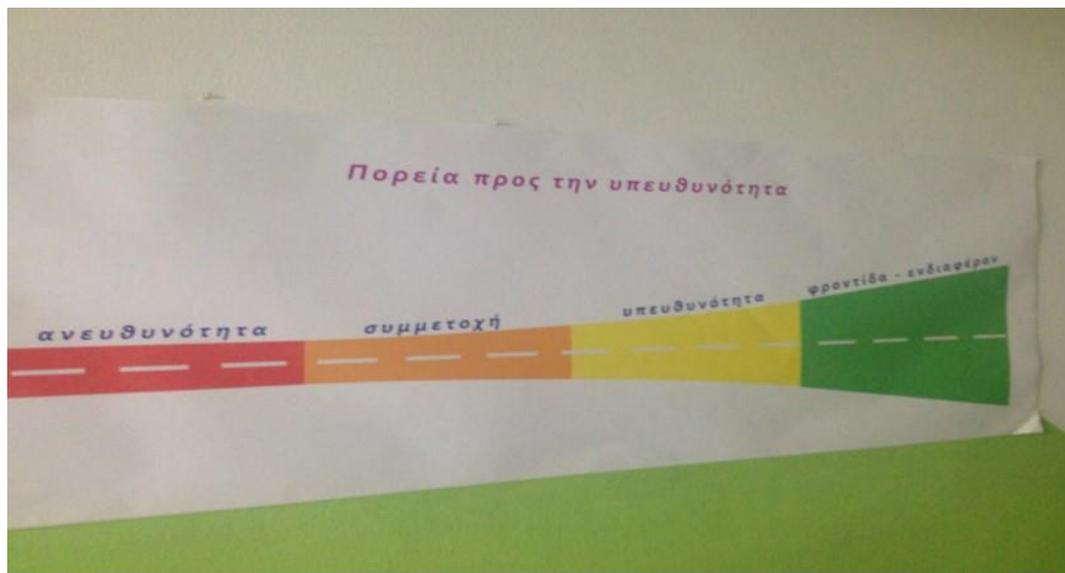 Πορεία προς την υπευθυνότητα
ανευθυνότητα
συμμετοχή
υπευθυνότητα
φροντίδα - ενδιαφέρον